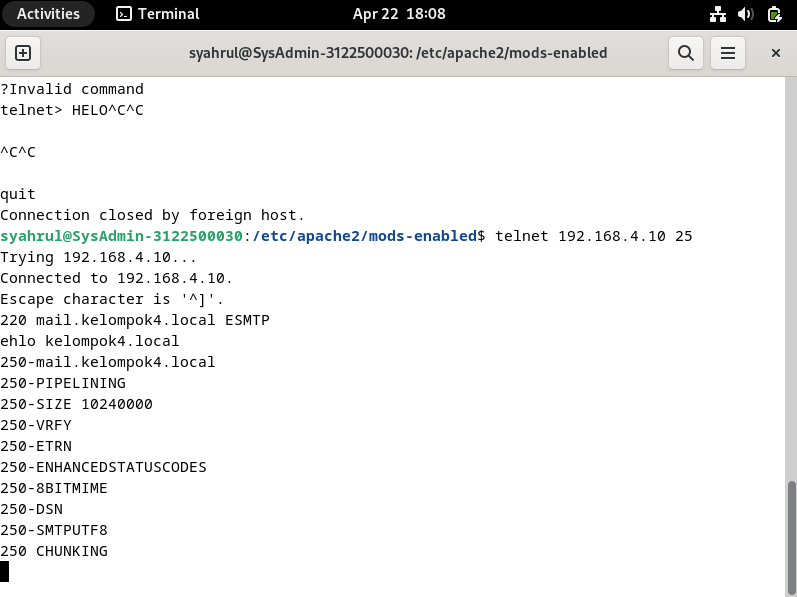 Activities Terminal Apr 22 18:08
syahrul@SysAdmin-3122500030: /etc/apache2/mods-enabled
?Invalid command
telnet> HELO^C^C
^C^C
quit
Connection closed by foreign host.
syahrul@SysAdmin-3122500030:/etc/apache2/mods-enabled$ telnet 192.168.4.10 25
Trying 192.168.4.10...
Connected to 192.168.4.10.
Escape character is '^]'.
220 mail.kelompok4.local ESMTP
ehlo kelompok4.local
250-mail.kelompok4.local
250-PIPELINING
250-SIZE 10240000
250-VRFY
250-ETRN
250-ENHANCEDSTATUSCODES
250-8BITMIME
250-DSN
250-SMTPUTF8
250 CHUNKING